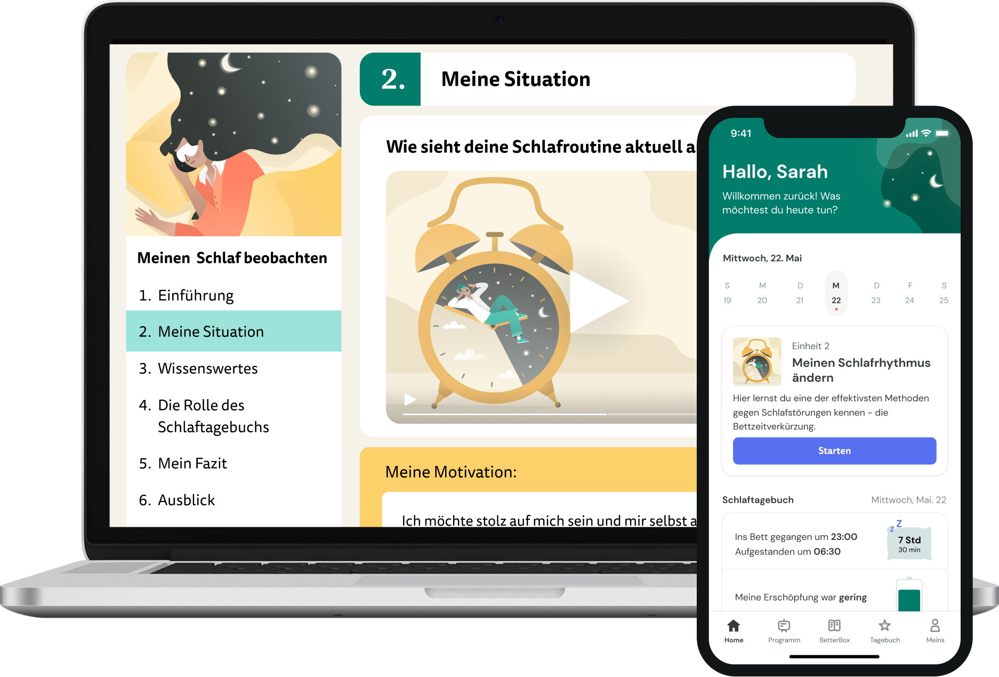 Meinen Schlaf beobachten
1. Einführung
2. Meine Situation
3. Wissenswertes
4. Die Rolle des
Schlaftagebuchs
5. Mein Fazit
6. Ausblick
2. Meine Situation
Wie sieht deine Schlafroutine aktuell
Meine Motivation:
Ich möchte stolz auf mich sein und mir selbst
9:41
Hallo, Sarah
Willkommen zurück! Was
möchtest du heute tun?
Mittwoch, 22. Mai
S M D M D F S
19 20 21 22 23 24 25
Einheit 2
Meinen Schlafrhythmus
ändern
Hier lernst du eine der effektivsten Methoden
gegen Schlafstörungen kennen - die
Bettzeitverkürzung.
Starten
Schlaftagebuch Mittwoch, Mai. 22
Ins Bett gegangen um 23:00
Aufgestanden um 06:30
z Z
7 Std
30 min
Meine Erschöpfung war gering
Home Programm BetterBox Tagebuch Meins